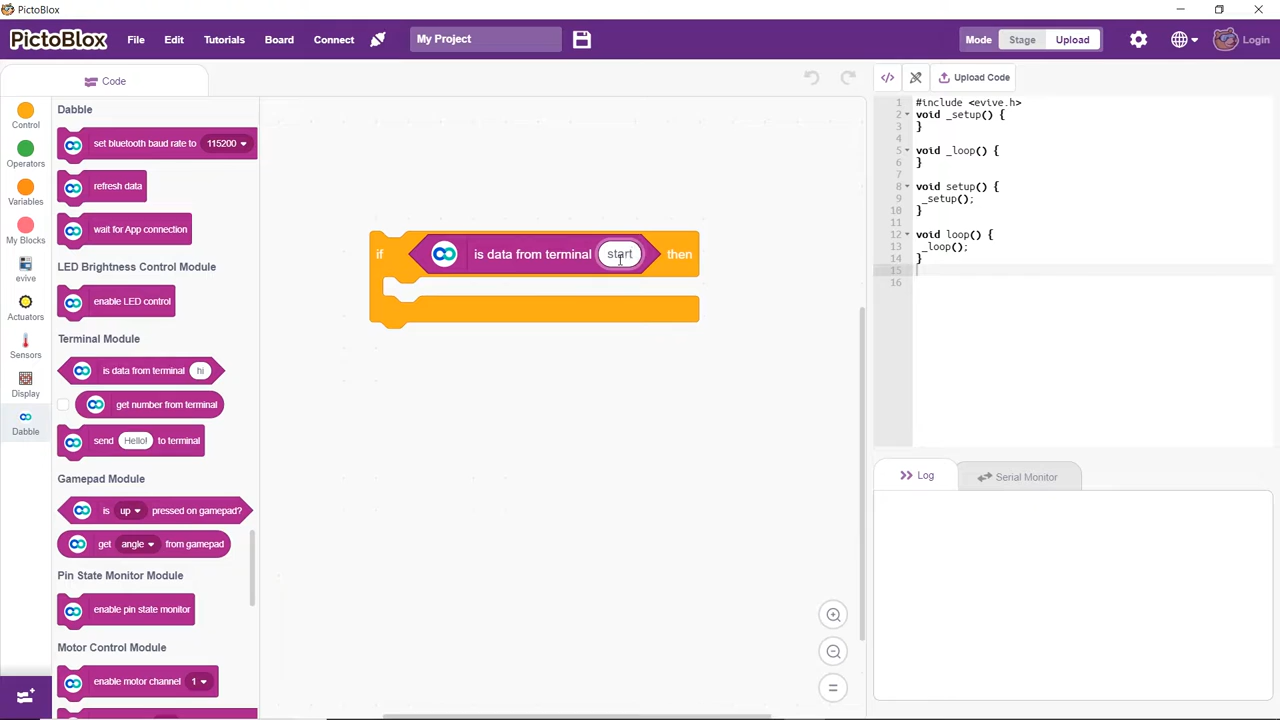 PictoBlox
PictoBlox File Edit Tutorials Board Connect My Project Mode Stage Upload Login
Code
Control
Operators
Variables
My Blocks
evive
Actuators
Sensors
Display
Dabble
Dabble
set bluetooth baud rate to 115200
refresh data
wait for App connection
LED Brightness Control Module
enable LED control
Terminal Module
is data from terminal hi
get number from terminal
send Hello! to terminal
Gamepad Module
is up pressed on gamepad?
get angle from gamepad
Pin State Monitor Module
enable pin state monitor
Motor Control Module
enable motor channel 1
if is data from terminal start then
</> Upload Code
1 #include <evive.h>
2 void _setup() {
3 }
4
5 void _loop() {
6 }
7
8 void setup() {
9 _setup();
10 }
11
12 void loop() {
13 _loop();
14 }
15
16
Log Serial Monitor